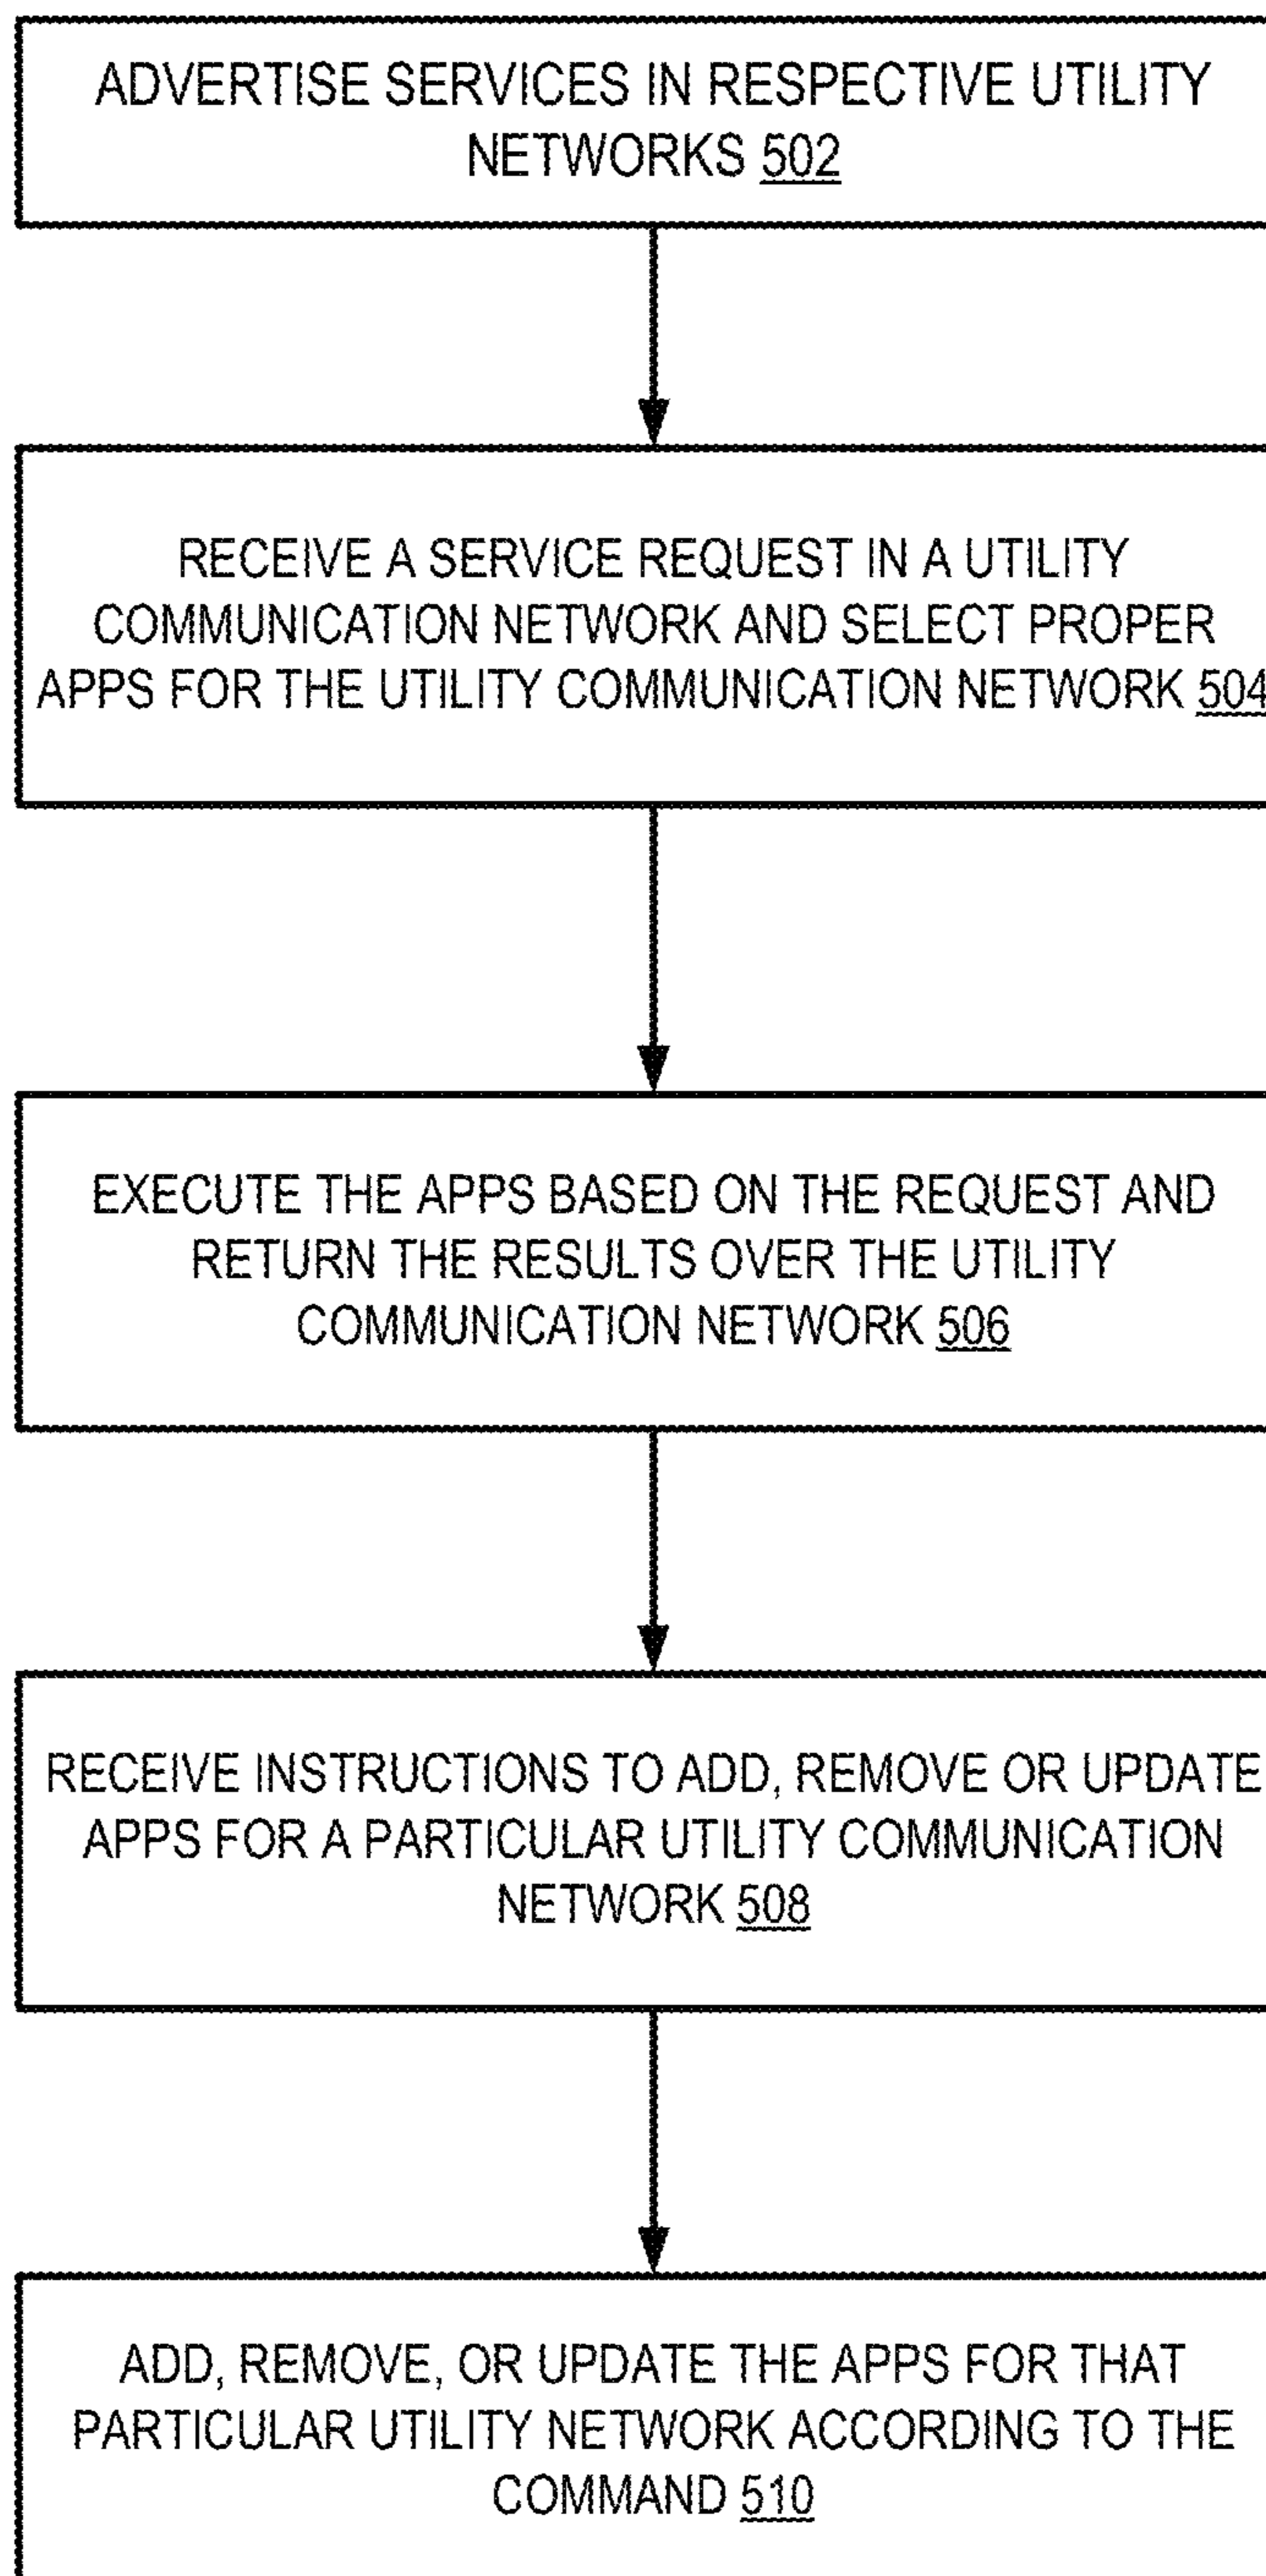 ADVERTISE SERVICES IN RESPECTIVE UTILITY
NETWORKS 502
RECEIVE A SERVICE REQUEST IN A UTILITY
COMMUNICATION NETWORK AND SELECT PROPER
APPS FOR THE UTILITY COMMUNICATION NETWORK 504
EXECUTE THE APPS BASED ON THE REQUEST AND
RETURN THE RESULTS OVER THE UTILITY
COMMUNICATION NETWORK 506
RECEIVE INSTRUCTIONS TO ADD, REMOVE OR UPDATE
APPS FOR A PARTICULAR UTILITY COMMUNICATION
NETWORK 508
ADD, REMOVE, OR UPDATE THE APPS FOR THAT
PARTICULAR UTILITY NETWORK ACCORDING TO THE
COMMAND 510